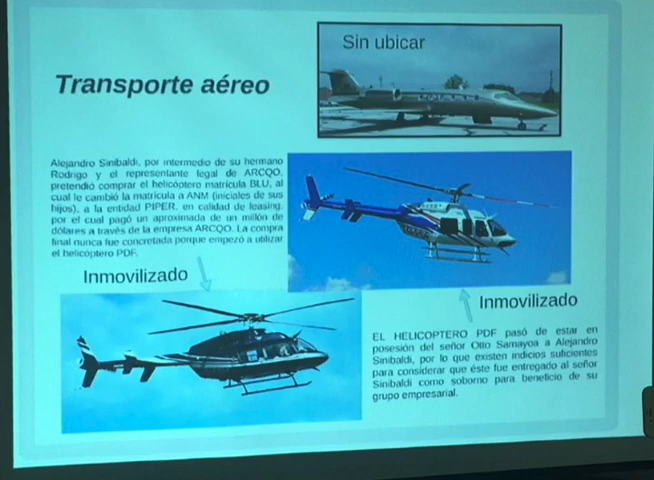 Sin ubicar
Transporte aéreo
Alejandro Sinibaldi, por intermedio de su hermano
Rodrigo y el representante legal de ARCQO,
pretendió comprar el helicóptero matrícula BLU, al
cual le cambió la matricula a ANM (iniciales de sus
hijos), a la entidad PIPER, en calidad de leasing,
por el cual pagó un aproximada de un millón de
dólares a través de la empresa ARCQO. La compra
final nunca fue concretada porque empezó a utilizar
el helicóptero PDF.
Inmovilizado
Inmovilizado
EL HELICOPTERO PDF pasó de estar en
posesión del señor Otto Samayoa a Alejandro
Sinibaldi, por lo que existen indicios suficientes
para considerar que éste fue entregado al señor
Sinibaldi como soborno para beneficio de su
grupo empresarial.